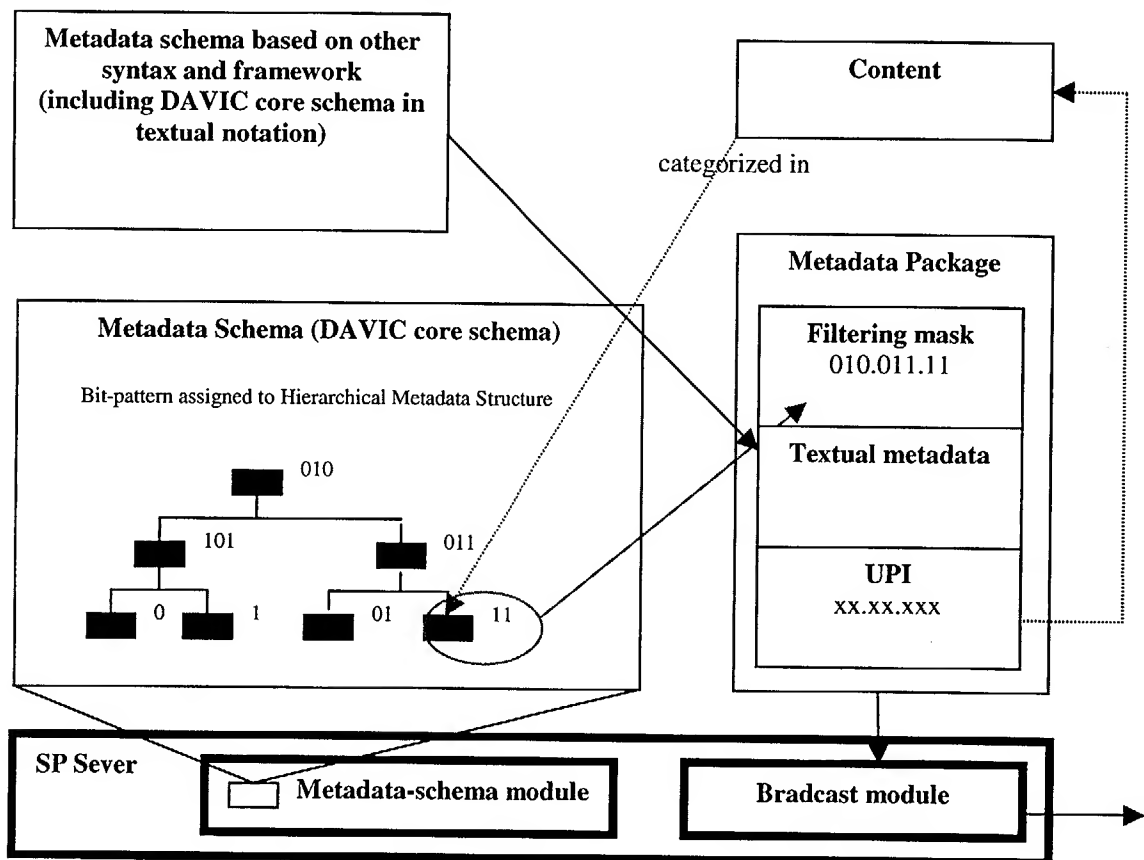 Metadata schema based on other
syntax and framework
(including DAVIC core schema in
textual notation)
Content
categorized in
Metadata Package
Filtering mask
010.011.11
Textual metadata
UPI
xx.xx.xxx
Metadata Schema (DAVIC core schema)
Bit-pattern assigned to Hierarchical Metadata Structure
010
101
011
0
1
01
11
SP Sever
Metadata-schema module
Bradcast module